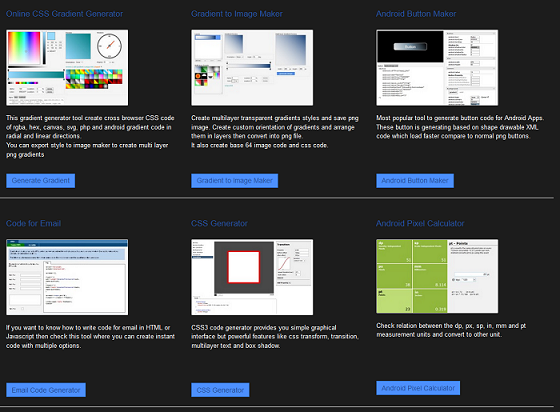 Online CSS Gradient Generator
Gradient to Image Maker
Android Button Maker
This gradient generator tool create cross browser CSS code
of rgba, hex, canvas, svg, php and android gradient code in
radial and linear directions.
You can export style to image maker to create multi layer
png gradients
Create multilayer transparent gradients styles and save png
image. Create custom orientation of gradients and arrange
them in layers then convert into png file.
It also create base 64 image code and css code.
Most popular tool to generate button code for Android Apps.
These button is generating based on shape drawable XML
code which load faster compare to normal png buttons.
Generate Gradient
Gradient to Image Maker
Android Button Maker
Code for Email
CSS Generator
Android Pixel Calculator
If you want to know how to write code for email in HTML or
Javascript then check this tool where you can create instant
code with multiple options.
CSS3 code generator provides you simple graphical
interface but powerful features like css transform, transition,
multilayer text and box shadow.
Check relation between the dp, px, sp, in, mm and pt
measurement units and convert to other unit.
Email Code Generator
CSS Generator
Android Pixel Calculator